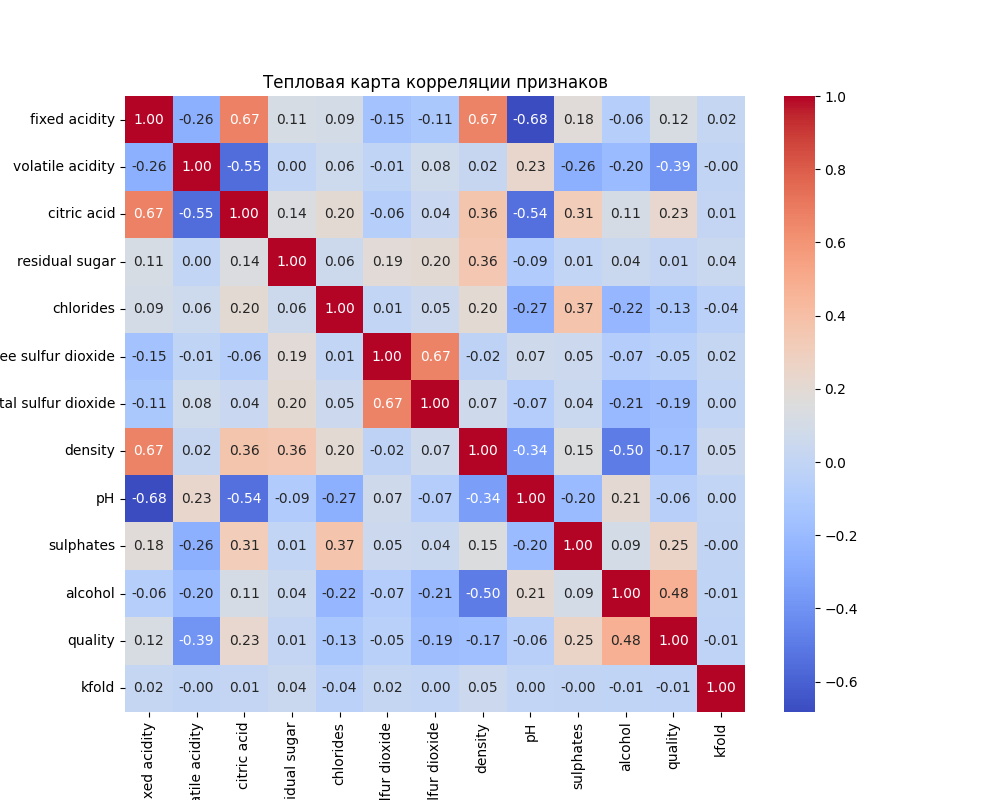 Тепловая карта корреляции признаков
fixed acidity 1.00 -0.26 0.67 0.11 0.09 -0.15 -0.11 0.67 -0.68 0.18 -0.06 0.12 0.02
volatile acidity -0.26 1.00 -0.55 0.00 0.06 -0.01 0.08 0.02 0.23 -0.26 -0.20 -0.39 -0.00
citric acid 0.67 -0.55 1.00 0.14 0.20 -0.06 0.04 0.36 -0.54 0.31 0.11 0.23 0.01
residual sugar 0.11 0.00 0.14 1.00 0.06 0.19 0.20 0.36 -0.09 0.01 0.04 0.01 0.04
chlorides 0.09 0.06 0.20 0.06 1.00 0.01 0.05 0.20 -0.27 0.37 -0.22 -0.13 -0.04
ee sulfur dioxide -0.15 -0.01 -0.06 0.19 0.01 1.00 0.67 -0.02 0.07 0.05 -0.07 -0.05 0.02
tal sulfur dioxide -0.11 0.08 0.04 0.20 0.05 0.67 1.00 0.07 -0.07 0.04 -0.21 -0.19 0.00
density 0.67 0.02 0.36 0.36 0.20 -0.02 0.07 1.00 -0.34 0.15 -0.50 -0.17 0.05
pH -0.68 0.23 -0.54 -0.09 -0.27 0.07 -0.07 -0.34 1.00 -0.20 0.21 -0.06 0.00
sulphates 0.18 -0.26 0.31 0.01 0.37 0.05 0.04 0.15 -0.20 1.00 0.09 0.25 -0.00
alcohol -0.06 -0.20 0.11 0.04 -0.22 -0.07 -0.21 -0.50 0.21 0.09 1.00 0.48 -0.01
quality 0.12 -0.39 0.23 0.01 -0.13 -0.05 -0.19 -0.17 -0.06 0.25 0.48 1.00 -0.01
kfold 0.02 -0.00 0.01 0.04 -0.04 0.02 0.00 0.05 0.00 -0.00 -0.01 -0.01 1.00
xed acidity
atile acidity
citric acid
idual sugar
chlorides
lfur dioxide
lfur dioxide
density
pH
sulphates
alcohol
quality
kfold
1.0
0.8
0.6
0.4
0.2
0.0
−0.2
−0.4
−0.6